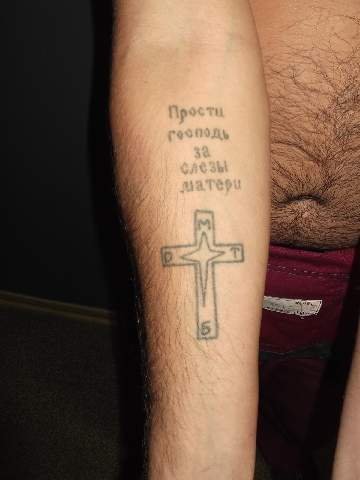 Прости
господь
за
слезы
матери
М
О Т
Б